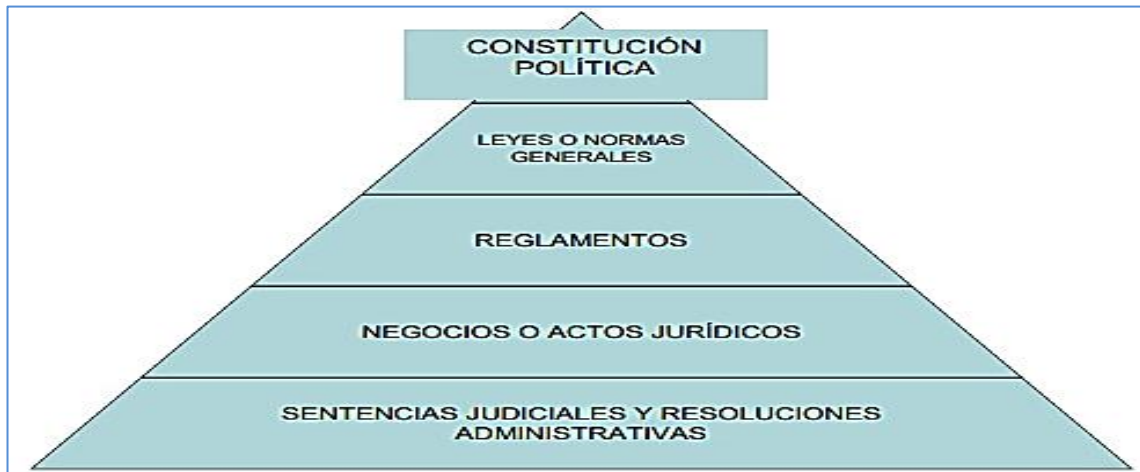 CONSTITUCIÓN
POLÍTICA
LEYES O NORMAS
GENERALES
REGLAMENTOS
NEGOCIOS O ACTOS JURÍDICOS
SENTENCIAS JUDICIALES Y RESOLUCIONES
ADMINISTRATIVAS